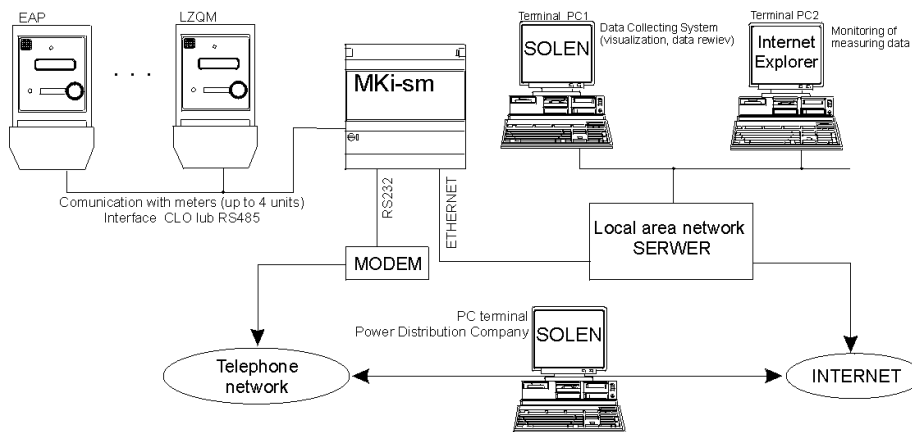 EAP
LZQM
MKi-sm
Terminal PC1
Data Collecting System
(visualization, data rewiev)
SOLEN
Terminal PC2
Monitoring of
measuring data
Internet
Explorer
Comunication with meters (up to 4 units)
Interface CLO lub RS485
RS232
ETHERNET
MODEM
Local area network
SERWER
PC terminal
Power Distribution Company
SOLEN
Telephone
network
INTERNET